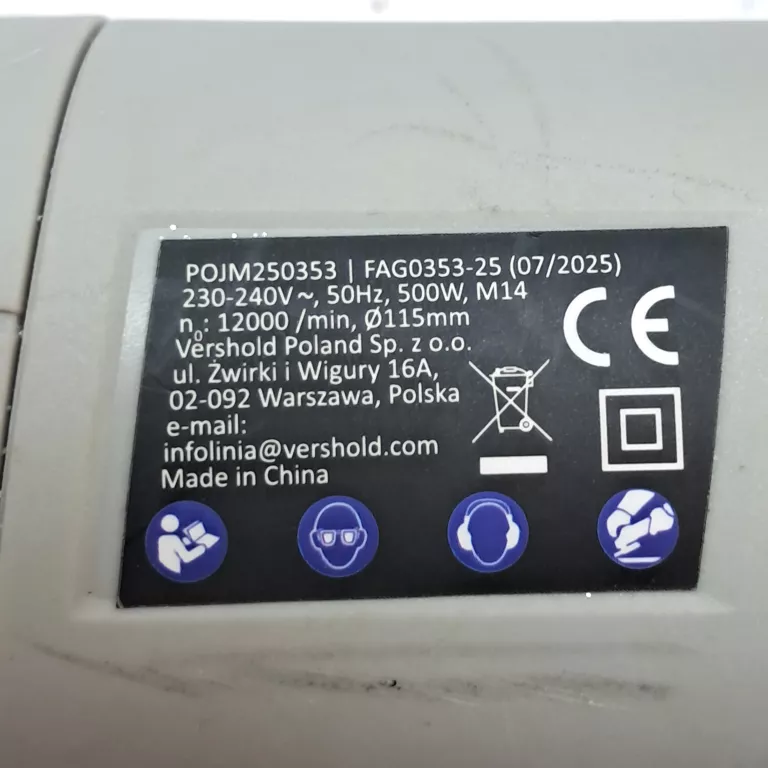 POJM250353 | FAG0353-25 (07/2025)
230-240V~, 50Hz, 500W, M14
n₀: 12000 /min, Ø115mm
Vershold Poland Sp. z o.o.
ul. Żwirki i Wigury 16A,
02-092 Warszawa, Polska
e-mail:
infolinia@vershold.com
Made in China
CE